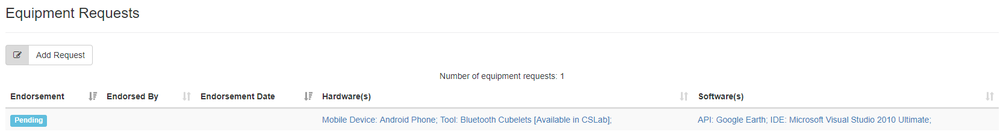 Equipment Requests
Add Request
Number of equipment requests: 1
Endorsement Endorsed By Endorsement Date Hardware(s) Software(s)
Pending Mobile Device: Android Phone; Tool: Bluetooth Cubelets [Available in CSLab]; API: Google Earth; IDE: Microsoft Visual Studio 2010 Ultimate;